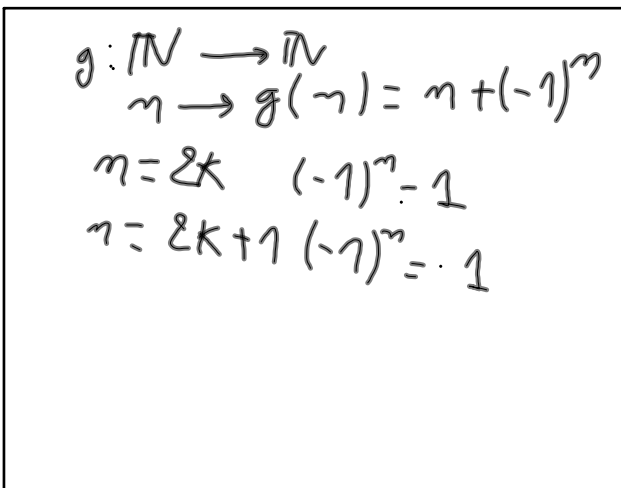 g : ℕ → ℕ
n → g(n) = n + (-1)^n
n = 2k (-1)^n = 1
n = 2k + 1 (-1)^n = -1